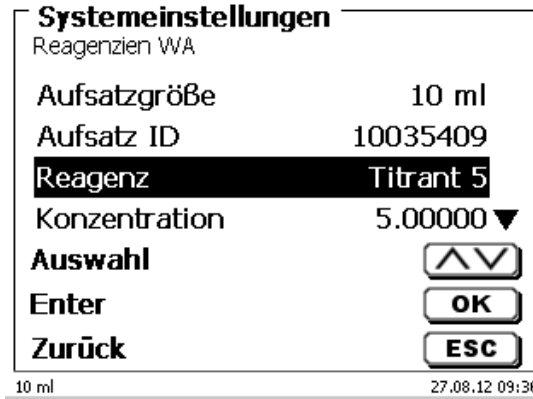 Systemeinstellungen
Reagenzien WA
Aufsatzgröße 10 ml
Aufsatz ID 10035409
Reagenz Titrant 5
Konzentration 5.00000
Auswahl
Enter OK
Zurück ESC
10 ml 27.08.12 09:36